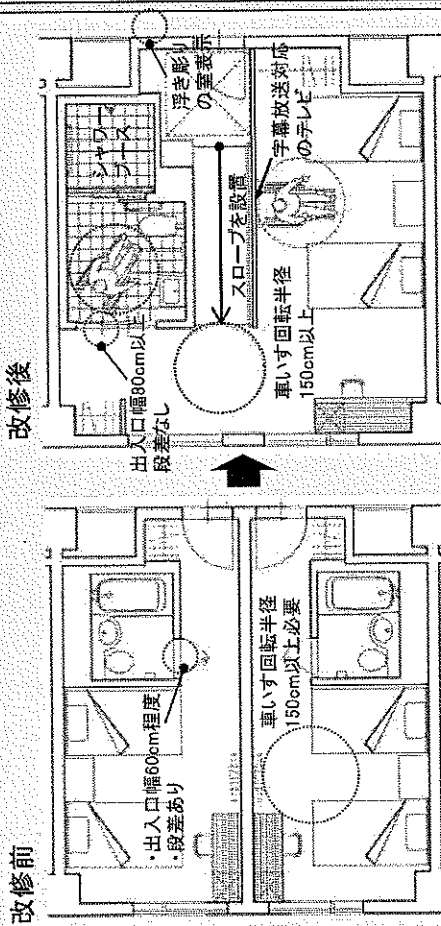 改修前
・出入口幅60cm程度
・段差あり
車いす回転半径
150cm以上必要
改修後
出入口幅80cm以上
段差なし
シャワー
ブース
浮き彫り
の室表示
スロープを設置
字幕放送対応
のテレビ
車いす回転半径
150cm以上